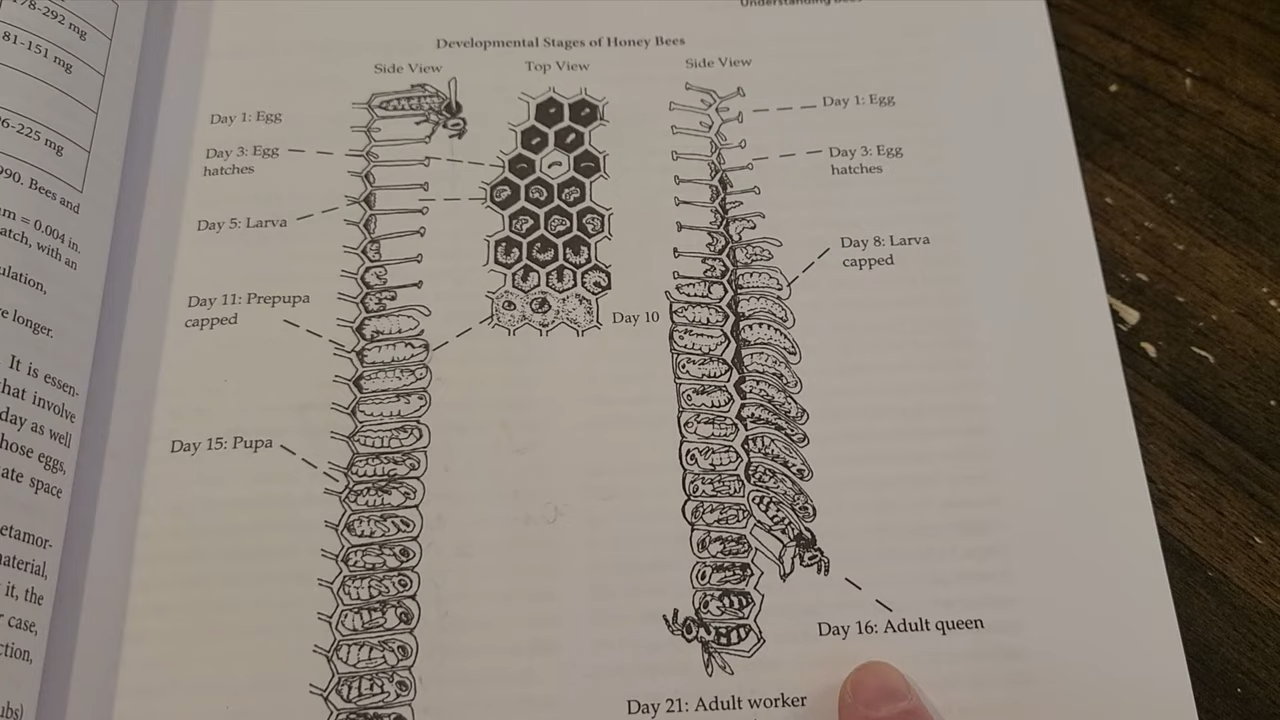 78-292 mg
81-151 mg
6-225 mg
990. Bees and
m = 0.004 in.
atch, with an
ulation,
e longer.
It is essen-
that involve
day as well
hose eggs,
ate space
etamor-
naterial,
it, the
case,
ction,
ubs)
Understanding Bees
Developmental Stages of Honey Bees
Side View
Top View
Side View
Day 1: Egg
Day 3: Egg
hatches
Day 5: Larva
Day 11: Prepupa
capped
Day 15: Pupa
Day 10
Day 1: Egg
Day 3: Egg
hatches
Day 8: Larva
capped
Day 16: Adult queen
Day 21: Adult worker